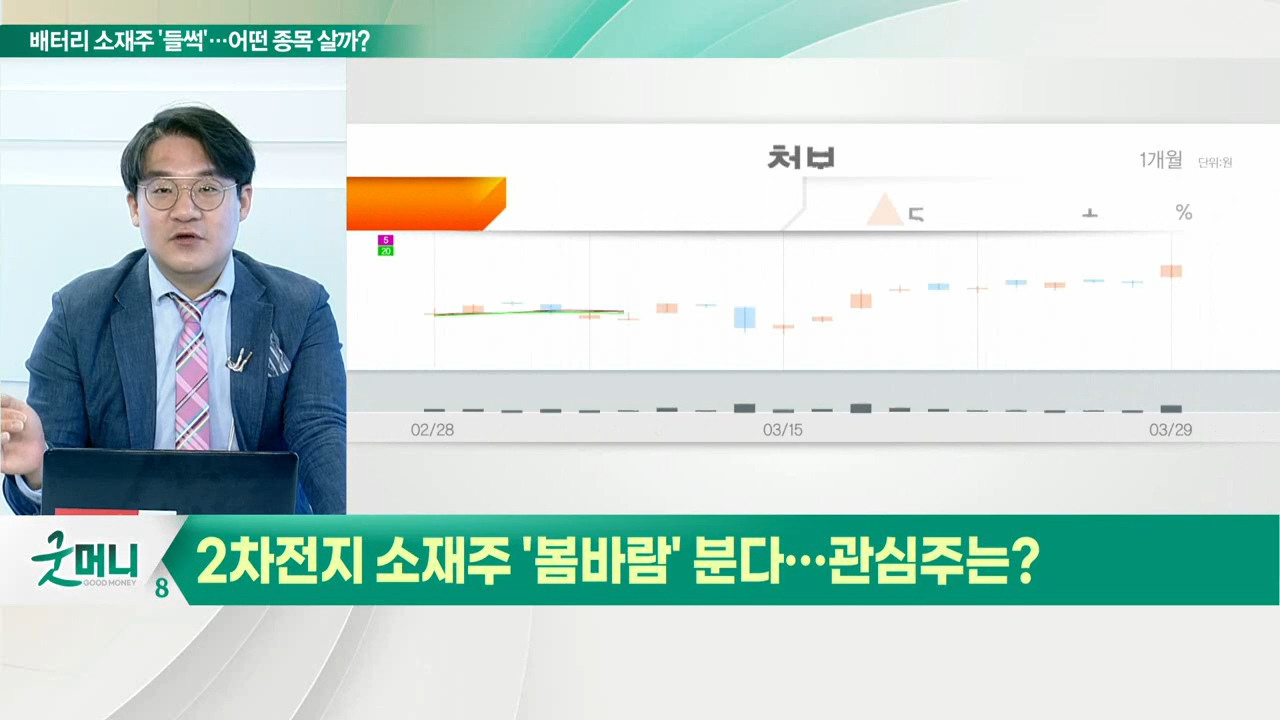 배터리 소재주 '들썩'…어떤 종목 살까?
1개월 단위:원
%
5
20
02/28 03/15 03/29
굿머니
GOOD MONEY
8
2차전지 소재주 '봄바람' 분다…관심주는?